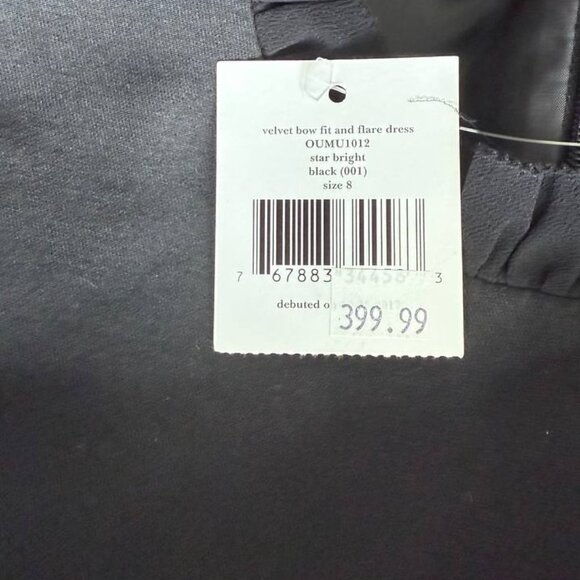 velvet bow fit and flare dress
OUMU1012
star bright
black (001)
size 8
7 67883 3
debuted
399.99